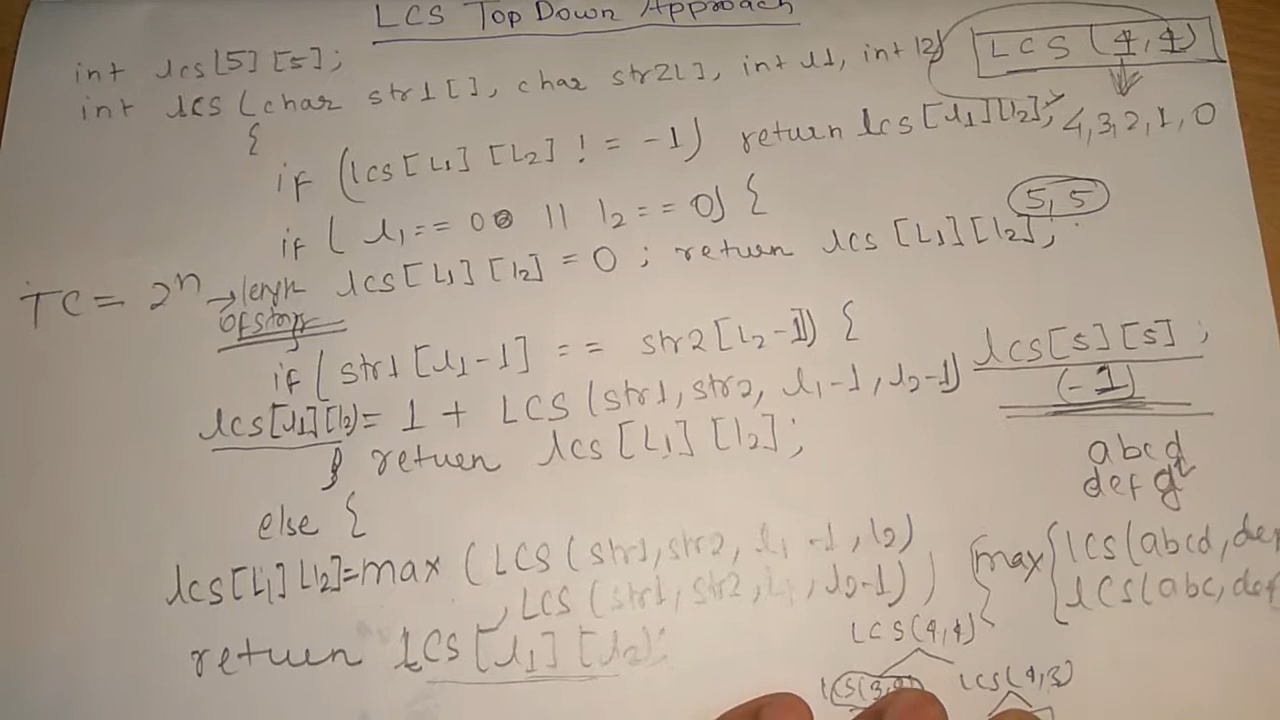 LCS Top Down Approach
int lcs[5][5];
int lcs (char str1[], char str2[], int l1, int l2)
LCS (4,4)
4,3,2,1,0
{
if (lcs[L1][L2] != -1) return lcs[L1][l2];
if ( l1 == 0 || l2 == 0) {
5, 5
lcs[L1][l2] = 0; return lcs [L1][l2];
TC = 2^n → length
of string
if (str1[l1-1] == str2[l2-1]) {
lcs[l1][l2]= 1 + LCS (str1, str2, l1-1, l2-1)
lcs[5][5];
(-1)
} return lcs[L1][l2];
abcd
defg
else {
lcs[L1][l2]=max (LCS (str1, str2, l1-1, l2)
, LCS (str1, str2, l1, l2-1))
return LCS [l1][l2];
max { lcs(abcd, de
lCS(abc, def
LCS(4,4)
LCS(4,3)